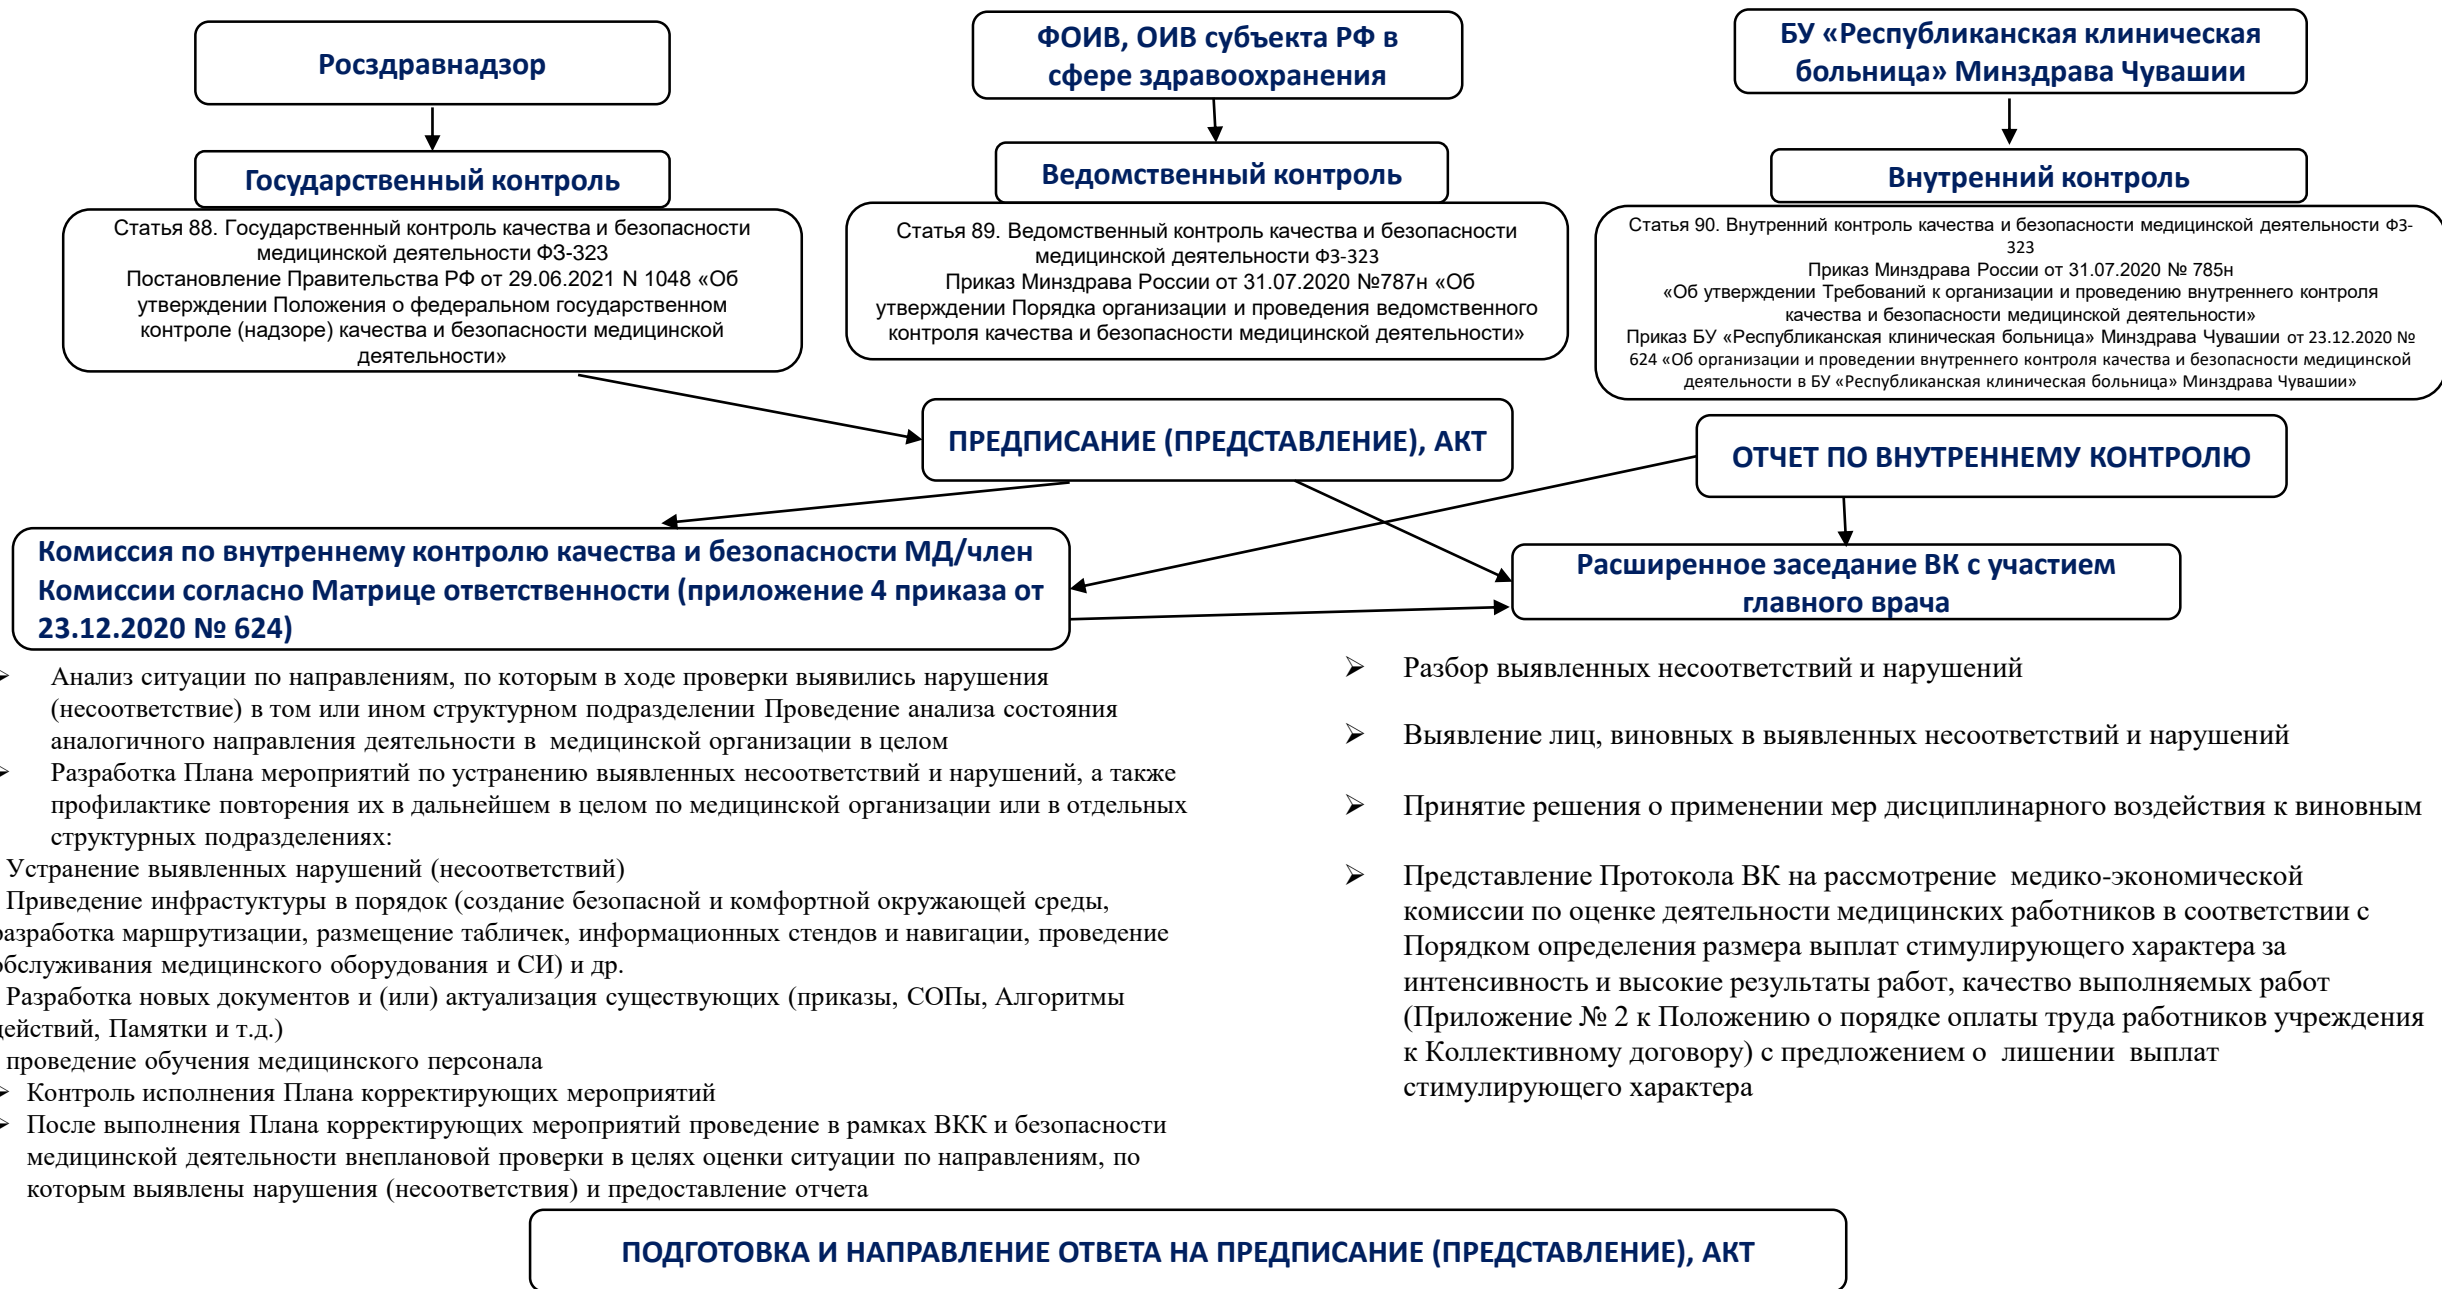 Росздравнадзор
ФОИВ, ОИВ субъекта РФ в
сфере здравоохранения
БУ «Республиканская клиническая
больница» Минздрава Чувашии
Государственный контроль
Ведомственный контроль
Внутренний контроль
Статья 88. Государственный контроль качества и безопасности
медицинской деятельности ФЗ-323
Постановление Правительства РФ от 29.06.2021 N 1048 «Об
утверждении Положения о федеральном государственном
контроле (надзоре) качества и безопасности медицинской
деятельности»
Статья 89. Ведомственный контроль качества и безопасности
медицинской деятельности ФЗ-323
Приказ Минздрава России от 31.07.2020 №787н «Об
утверждении Порядка организации и проведения ведомственного
контроля качества и безопасности медицинской деятельности»
Статья 90. Внутренний контроль качества и безопасности медицинской деятельности ФЗ-
323
Приказ Минздрава России от 31.07.2020 № 785н
«Об утверждении Требований к организации и проведению внутреннего контроля
качества и безопасности медицинской деятельности»
Приказ БУ «Республиканская клиническая больница» Минздрава Чувашии от 23.12.2020 №
624 «Об организации и проведении внутреннего контроля качества и безопасности медицинской
деятельности в БУ «Республиканская клиническая больница» Минздрава Чувашии»
ПРЕДПИСАНИЕ (ПРЕДСТАВЛЕНИЕ), АКТ
ОТЧЕТ ПО ВНУТРЕННЕМУ КОНТРОЛЮ
Комиссия по внутреннему контролю качества и безопасности МД/член
Комиссии согласно Матрице ответственности (приложение 4 приказа от
23.12.2020 № 624)
Расширенное заседание ВК с участием
главного врача
Анализ ситуации по направлениям, по которым в ходе проверки выявились нарушения
(несоответствие) в том или ином структурном подразделении Проведение анализа состояния
аналогичного направления деятельности в медицинской организации в целом
Разработка Плана мероприятий по устранению выявленных несоответствий и нарушений, а также
профилактике повторения их в дальнейшем в целом по медицинской организации или в отдельных
структурных подразделениях:
Устранение выявленных нарушений (несоответствий)
Приведение инфрастуктуры в порядок (создание безопасной и комфортной окружающей среды,
разработка маршрутизации, размещение табличек, информационных стендов и навигации, проведение
обслуживания медицинского оборудования и СИ) и др.
Разработка новых документов и (или) актуализация существующих (приказы, СОПы, Алгоритмы
действий, Памятки и т.д.)
проведение обучения медицинского персонала
Контроль исполнения Плана корректирующих мероприятий
После выполнения Плана корректирующих мероприятий проведение в рамках ВКК и безопасности
медицинской деятельности внеплановой проверки в целях оценки ситуации по направлениям, по
которым выявлены нарушения (несоответствия) и предоставление отчета
Разбор выявленных несоответствий и нарушений
Выявление лиц, виновных в выявленных несоответствий и нарушений
Принятие решения о применении мер дисциплинарного воздействия к виновным
Представление Протокола ВК на рассмотрение медико-экономической
комиссии по оценке деятельности медицинских работников в соответствии с
Порядком определения размера выплат стимулирующего характера за
интенсивность и высокие результаты работ, качество выполняемых работ
(Приложение № 2 к Положению о порядке оплаты труда работников учреждения
к Коллективному договору) с предложением о лишении выплат
стимулирующего характера
ПОДГОТОВКА И НАПРАВЛЕНИЕ ОТВЕТА НА ПРЕДПИСАНИЕ (ПРЕДСТАВЛЕНИЕ), АКТ